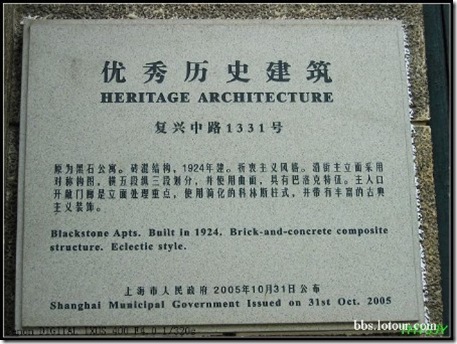 优秀历史建筑
HERITAGE ARCHITECTURE
复兴中路1331号
原为黑石公寓。砖混结构，1924年建。折衷主义风格。沿街主立面采用
对称构图，横五段纵三段划分，并使用曲面，具有巴洛克特征。主入口
开敞门廊是立面处理重点，使用简化的科林斯柱式，并带有丰富的古典
主义装饰。
Blackstone Apts. Built in 1924. Brick-and-concrete composite
structure. Eclectic style.
上海市人民政府 2005年10月31日公布
Shanghai Municipal Government Issued on 31st Oct. 2005
bbs.lotour.com